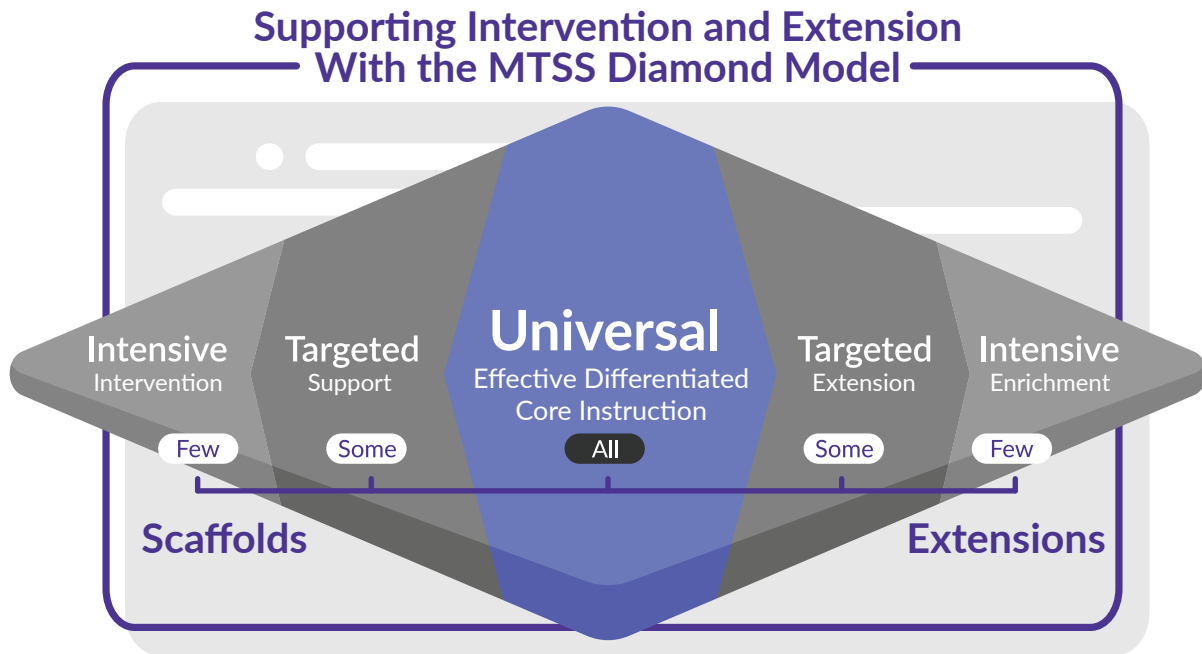 Supporting Intervention and Extension
With the MTSS Diamond Model
Intensive
Intervention
Few
Targeted
Support
Some
Universal
Effective Differentiated
Core Instruction
All
Targeted
Extension
Some
Intensive
Enrichment
Few
Scaffolds
Extensions